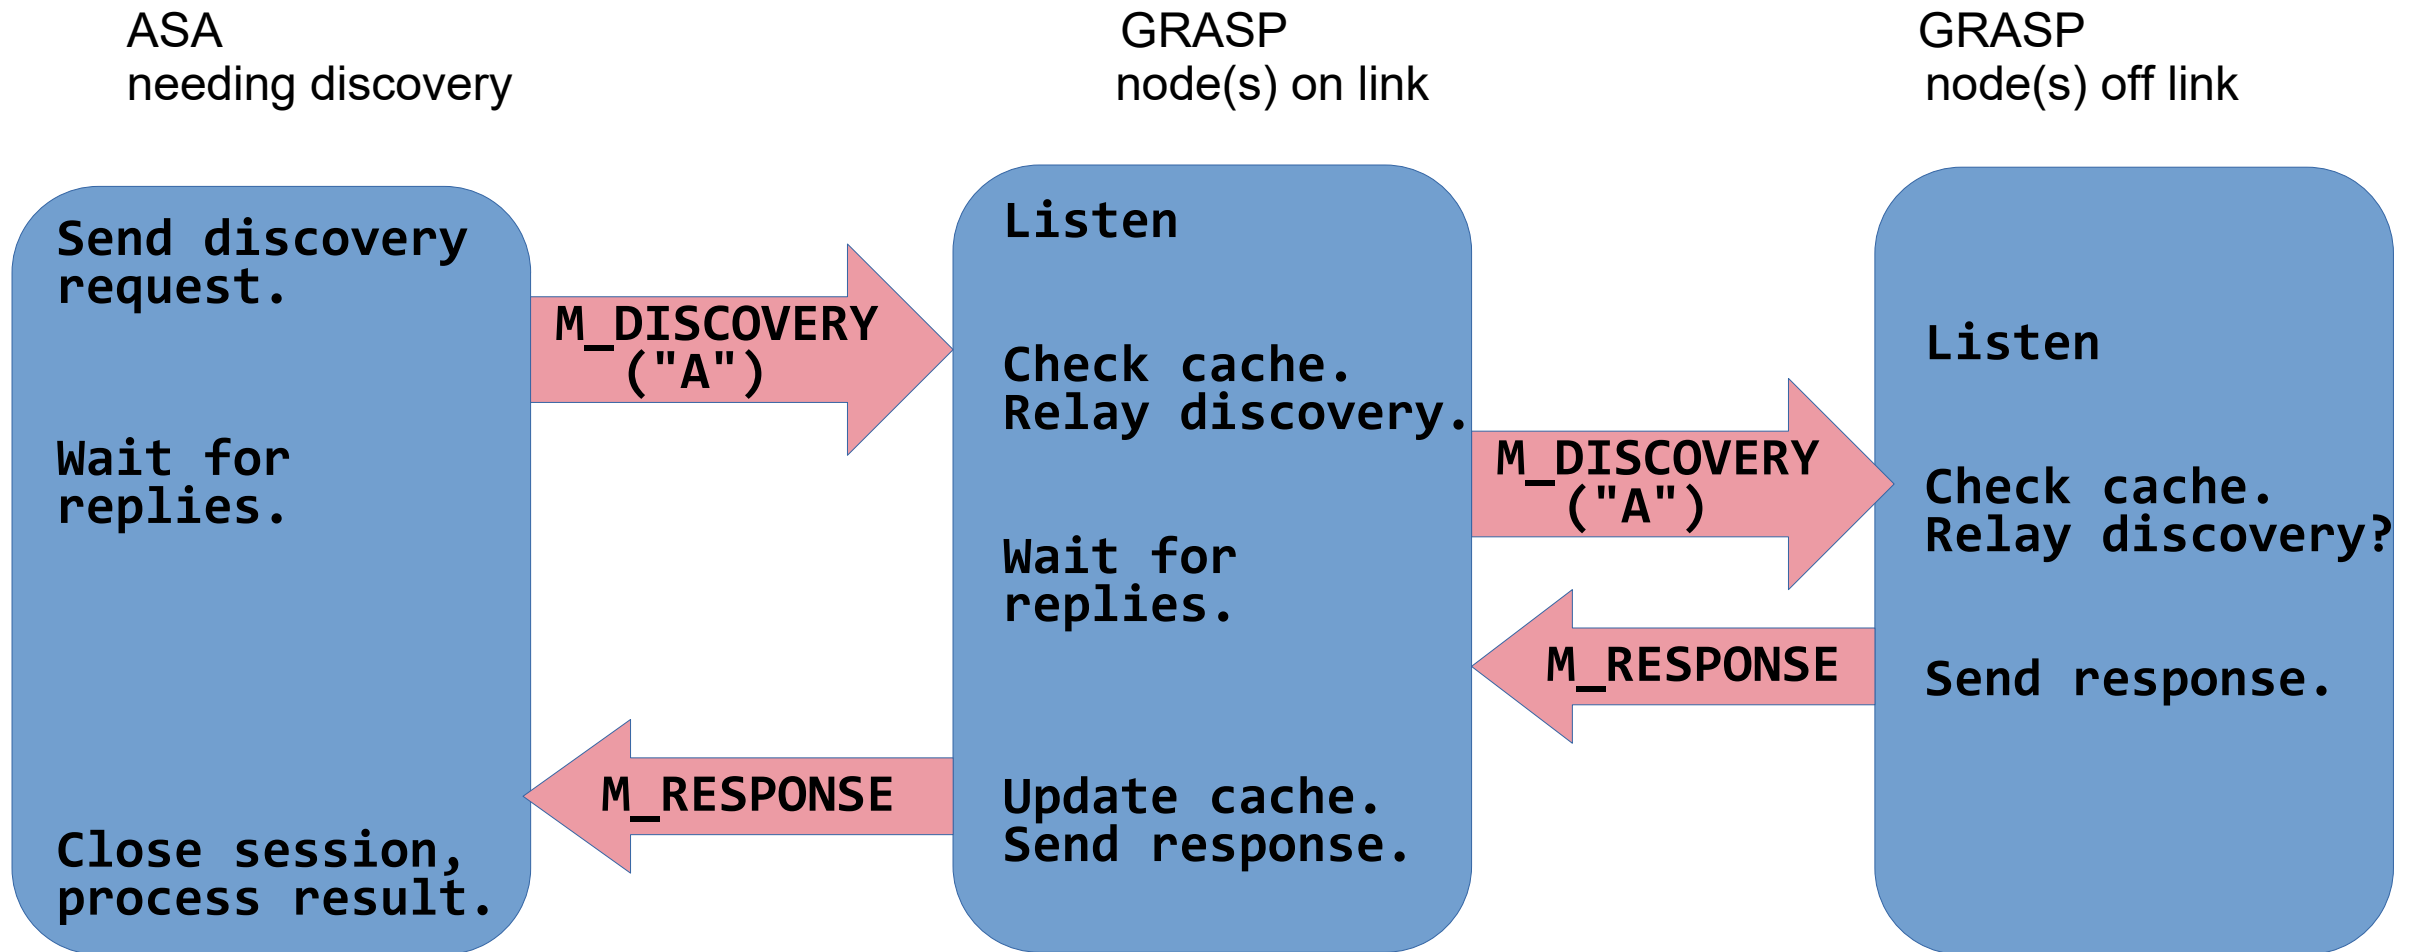 ASA
needing discovery
GRASP
node(s) on link
GRASP
node(s) off link
Send discovery
request.
Wait for
replies.
Close session,
process result.
M_DISCOVERY
("A")
M_RESPONSE
Listen
Check cache.
Relay discovery.
Wait for
replies.
Update cache.
Send response.
M_DISCOVERY
("A")
M_RESPONSE
Listen
Check cache.
Relay discovery?
Send response.